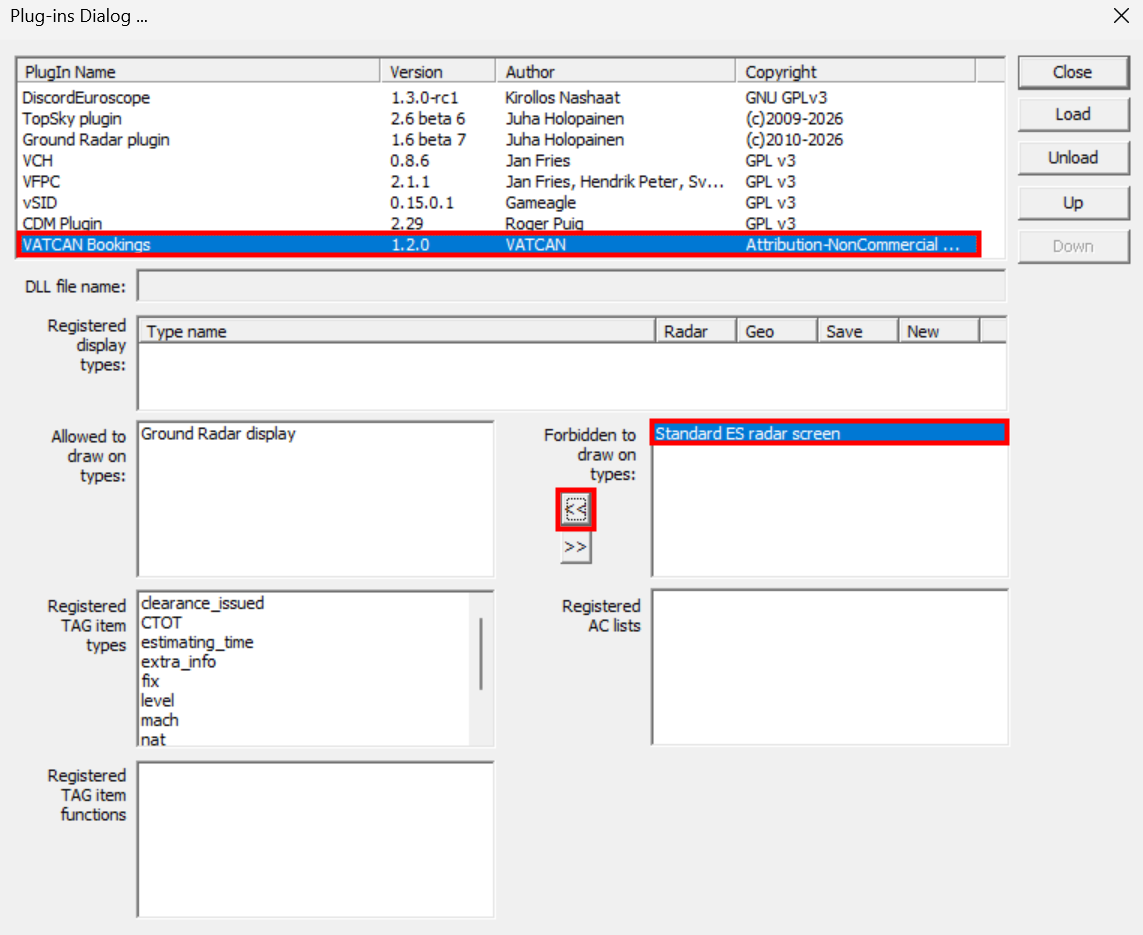 Plug-ins Dialog ...
PlugIn Name Version Author Copyright
DiscordEuroscope 1.3.0-rc1 Kirollos Nashaat GNU GPLv3
TopSky plugin 2.6 beta 6 Juha Holopainen (c)2009-2026
Ground Radar plugin 1.6 beta 7 Juha Holopainen (c)2010-2026
VCH 0.8.6 Jan Fries GPL v3
VFPC 2.1.1 Jan Fries, Hendrik Peter, Sv... GPL v3
vSID 0.15.0.1 Gameagle GPL v3
CDM Plugin 2.29 Roger Puig GPL v3
VATCAN Bookings 1.2.0 VATCAN Attribution-NonCommercial ...
Close
Load
Unload
Up
Down
DLL file name:
Registered display types:
Type name Radar Geo Save New
Allowed to draw on types:
Ground Radar display
Forbidden to draw on types:
<<
>>
Standard ES radar screen
Registered TAG item types
clearance_issued
CTOT
estimating_time
extra_info
fix
level
mach
nat
Registered AC lists
Registered TAG item functions